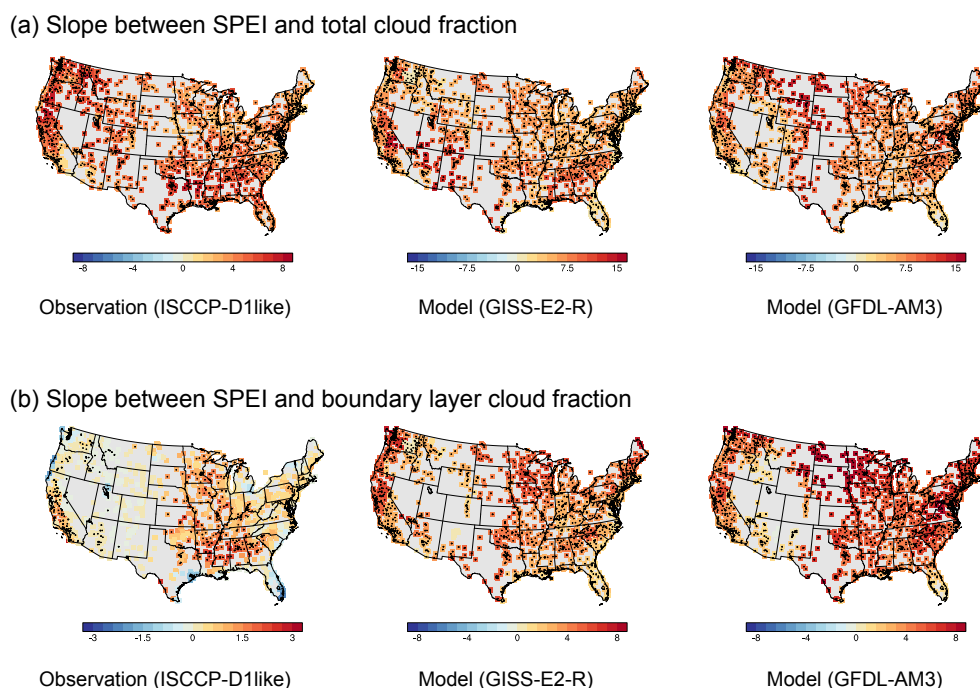 (a) Slope between SPEI and total cloud fraction
-8 -4 0 4 8
-15 -7.5 0 7.5 15
-15 -7.5 0 7.5 15
Observation (ISCCP-D1like) Model (GISS-E2-R) Model (GFDL-AM3)
(b) Slope between SPEI and boundary layer cloud fraction
-3 -1.5 0 1.5 3
-8 -4 0 4 8
-8 -4 0 4 8
Observation (ISCCP-D1like) Model (GISS-E2-R) Model (GFDL-AM3)